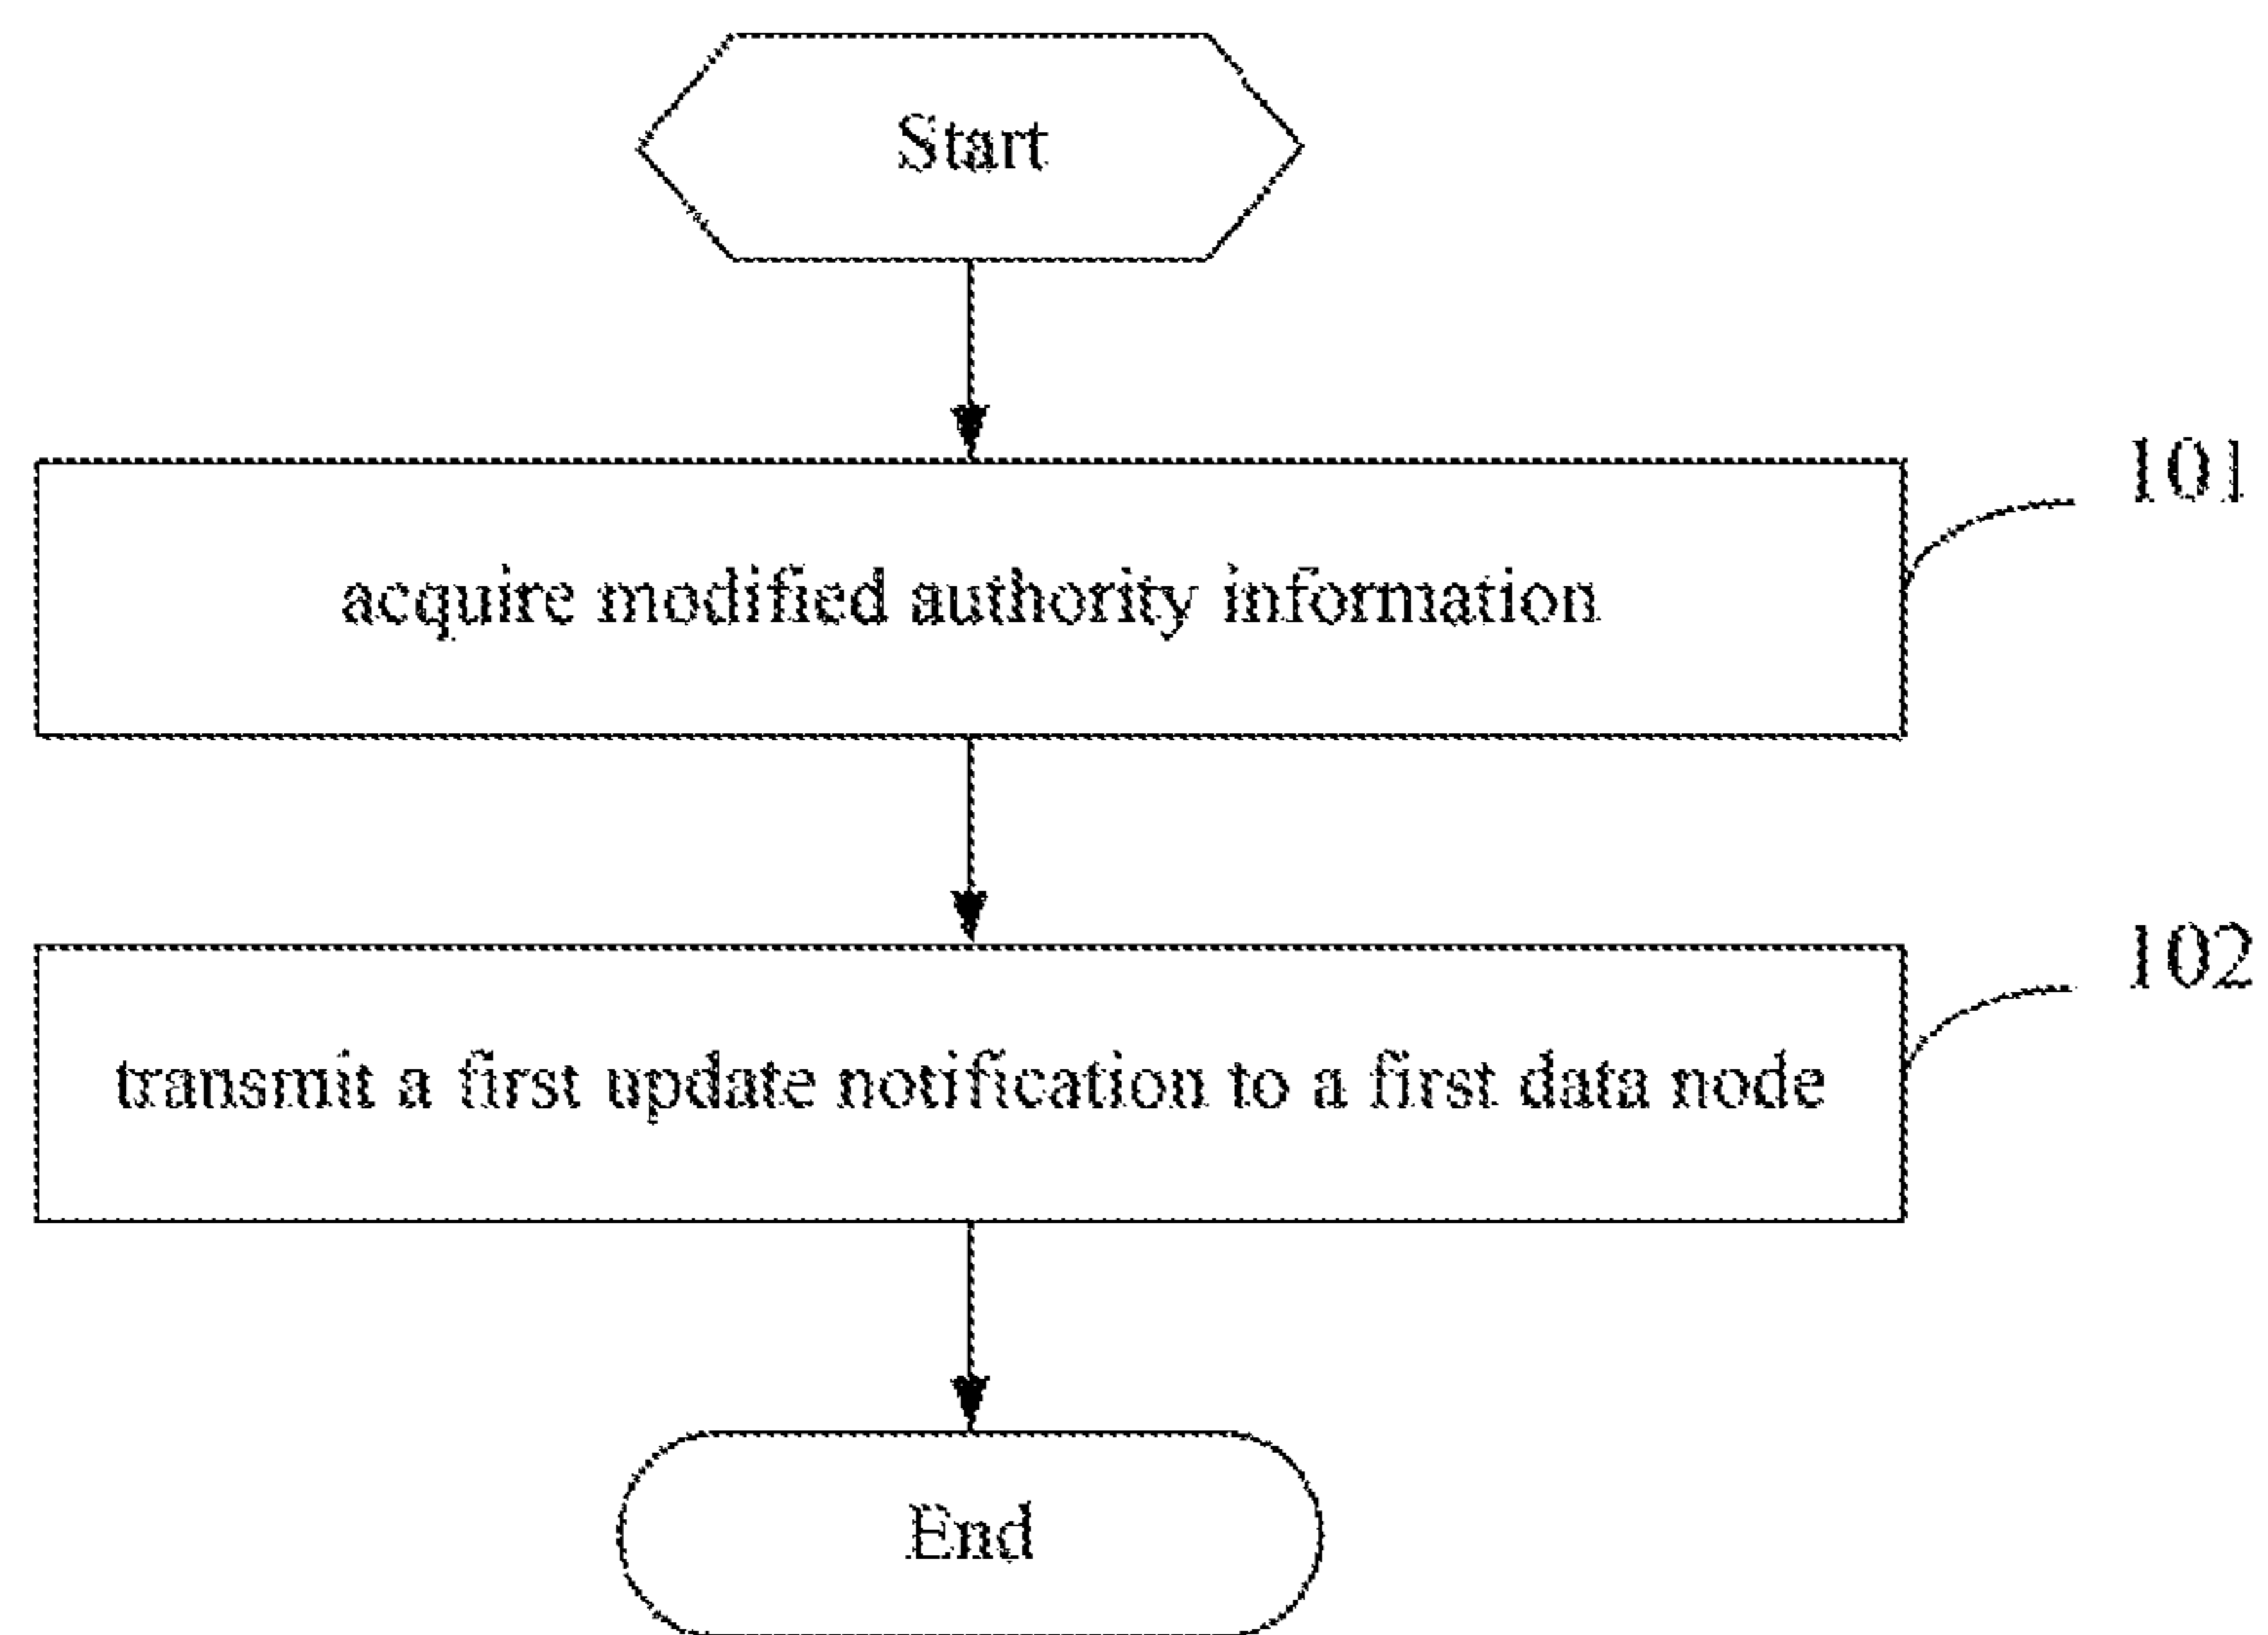 Start
101
acquire modified authority information
102
transmit a first update notification to a first data node
End